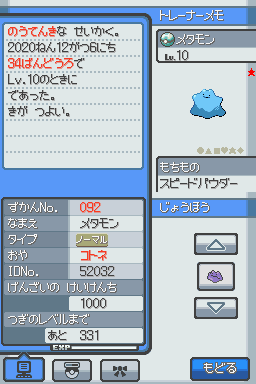 のうてんきな せいかく。
2020ねん12がつ6にち
34ばんどうろで
Lv.10のときに
であった。
きが つよい。
トレーナーメモ
メタモン
Lv.10
もちもの
スピードパウダー
じょうほう
ずかんNo. 092
なまえ メタモン
タイプ ノーマル
おや コトネ
IDNo. 52032
げんざいの けいけんち
1000
つぎのレベルまで
あと 331
EXP
もどる